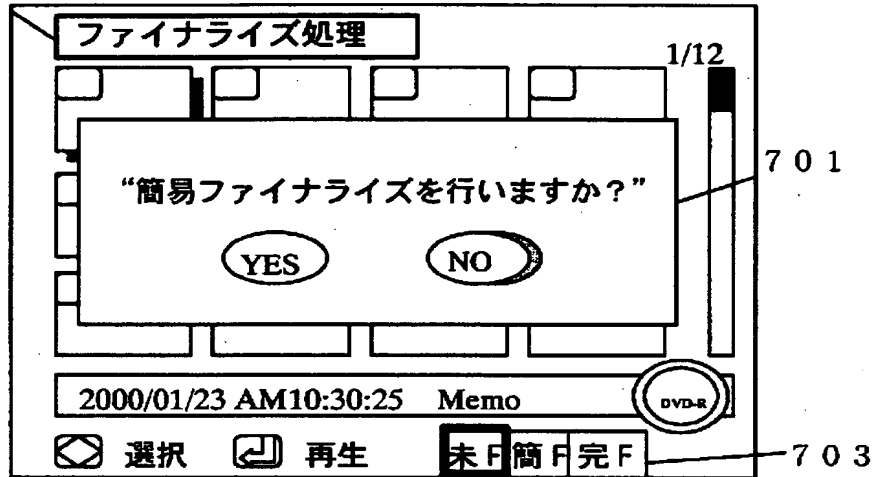 ファイナライズ処理
1/12
７０１
“簡易ファイナライズを行いますか？”
YES NO
2000/01/23 AM10:30:25 Memo
DVD-R
選択 再生 未F 簡F 完F
７０３